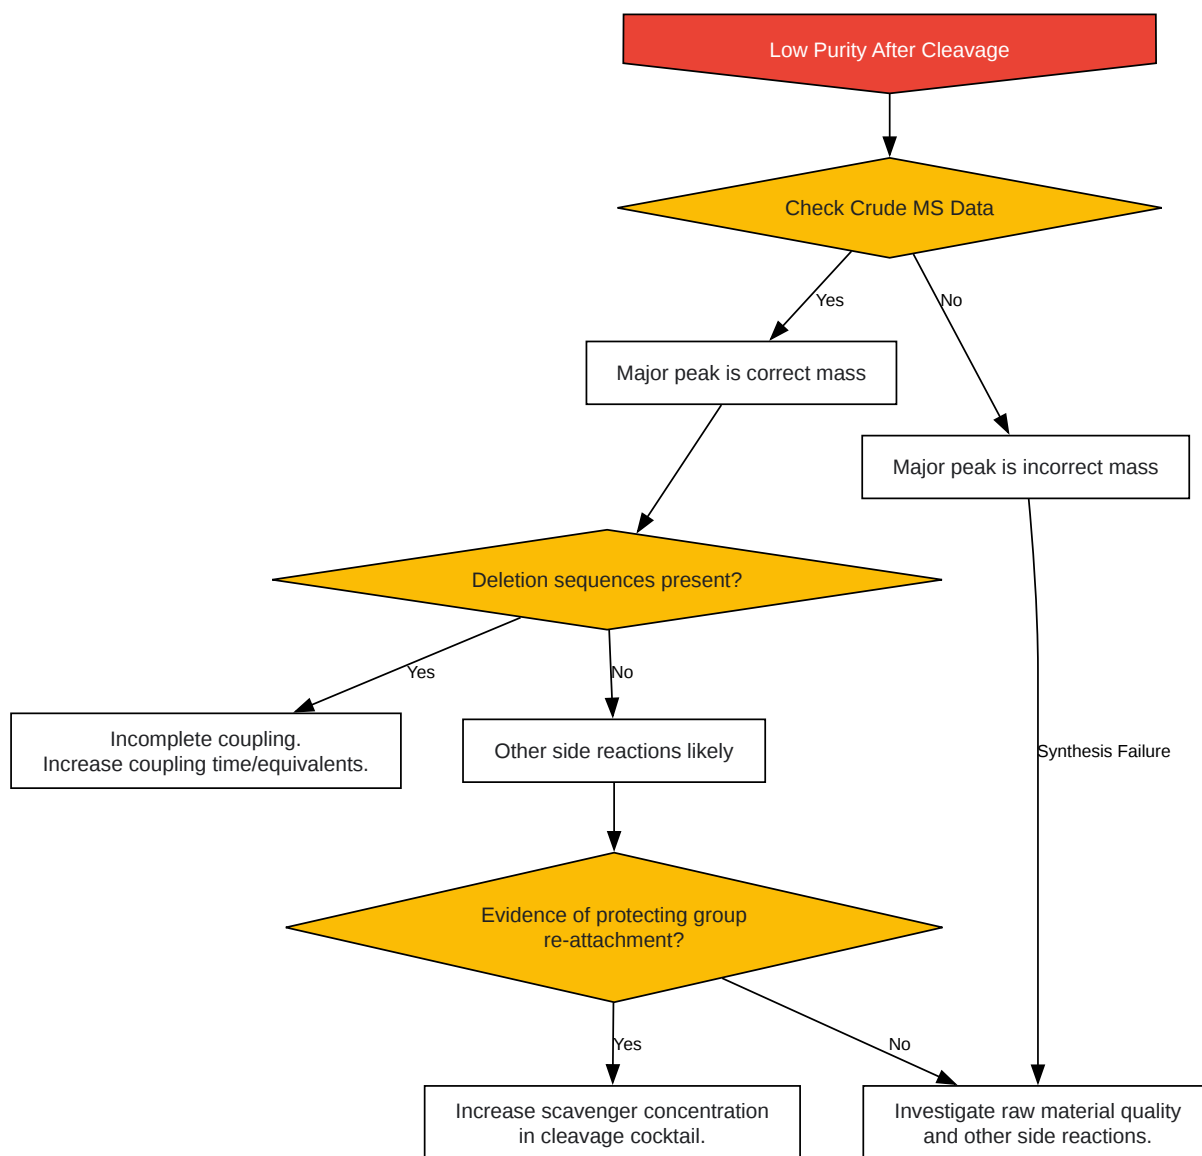 Low Purity After Cleavage
Check Crude MS Data
Yes
No
Major peak is correct mass
Major peak is incorrect mass
Deletion sequences present?
Yes
No
Incomplete coupling.
Increase coupling time/equivalents.
Other side reactions likely
Synthesis Failure
Evidence of protecting group
re-attachment?
Yes
No
Increase scavenger concentration
in cleavage cocktail.
Investigate raw material quality
and other side reactions.